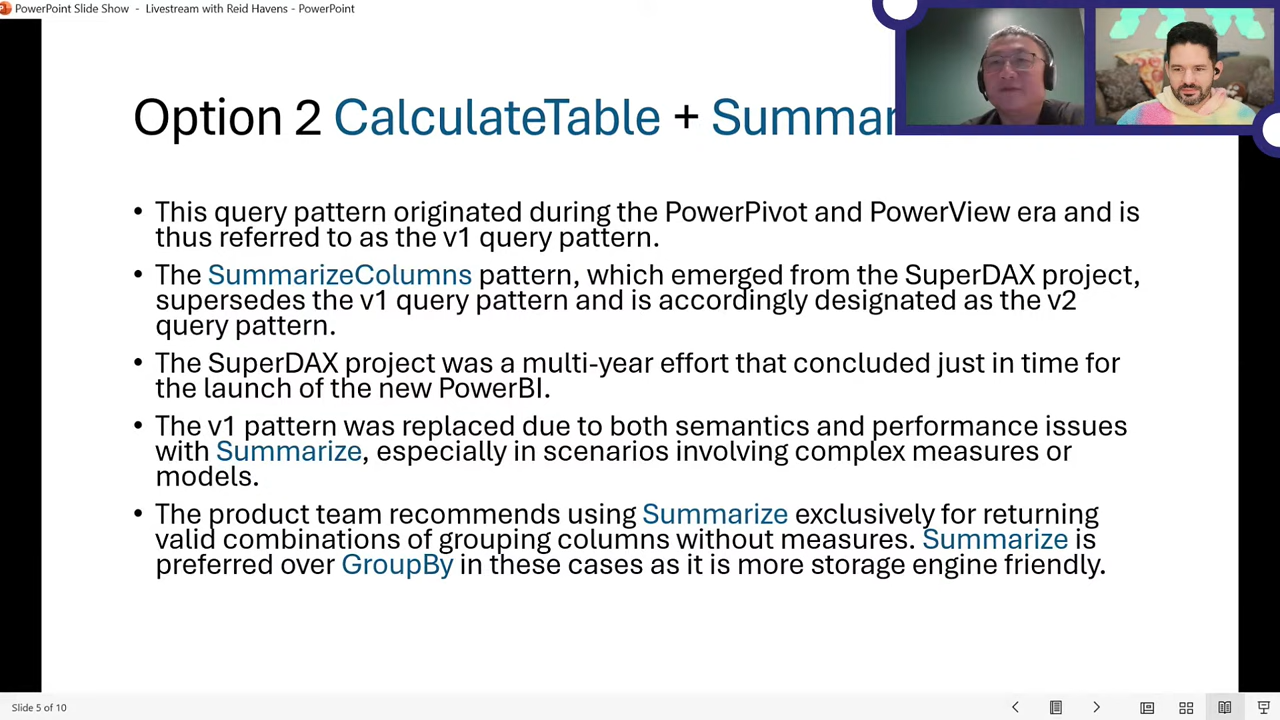 PowerPoint Slide Show - Livestream with Reid Havens - PowerPoint
Option 2 CalculateTable + Summar
• This query pattern originated during the PowerPivot and PowerView era and is
thus referred to as the v1 query pattern.
• The SummarizeColumns pattern, which emerged from the SuperDAX project,
supersedes the v1 query pattern and is accordingly designated as the v2
query pattern.
• The SuperDAX project was a multi-year effort that concluded just in time for
the launch of the new PowerBI.
• The v1 pattern was replaced due to both semantics and performance issues
with Summarize, especially in scenarios involving complex measures or
models.
• The product team recommends using Summarize exclusively for returning
valid combinations of grouping columns without measures. Summarize is
preferred over GroupBy in these cases as it is more storage engine friendly.
Slide 5 of 10